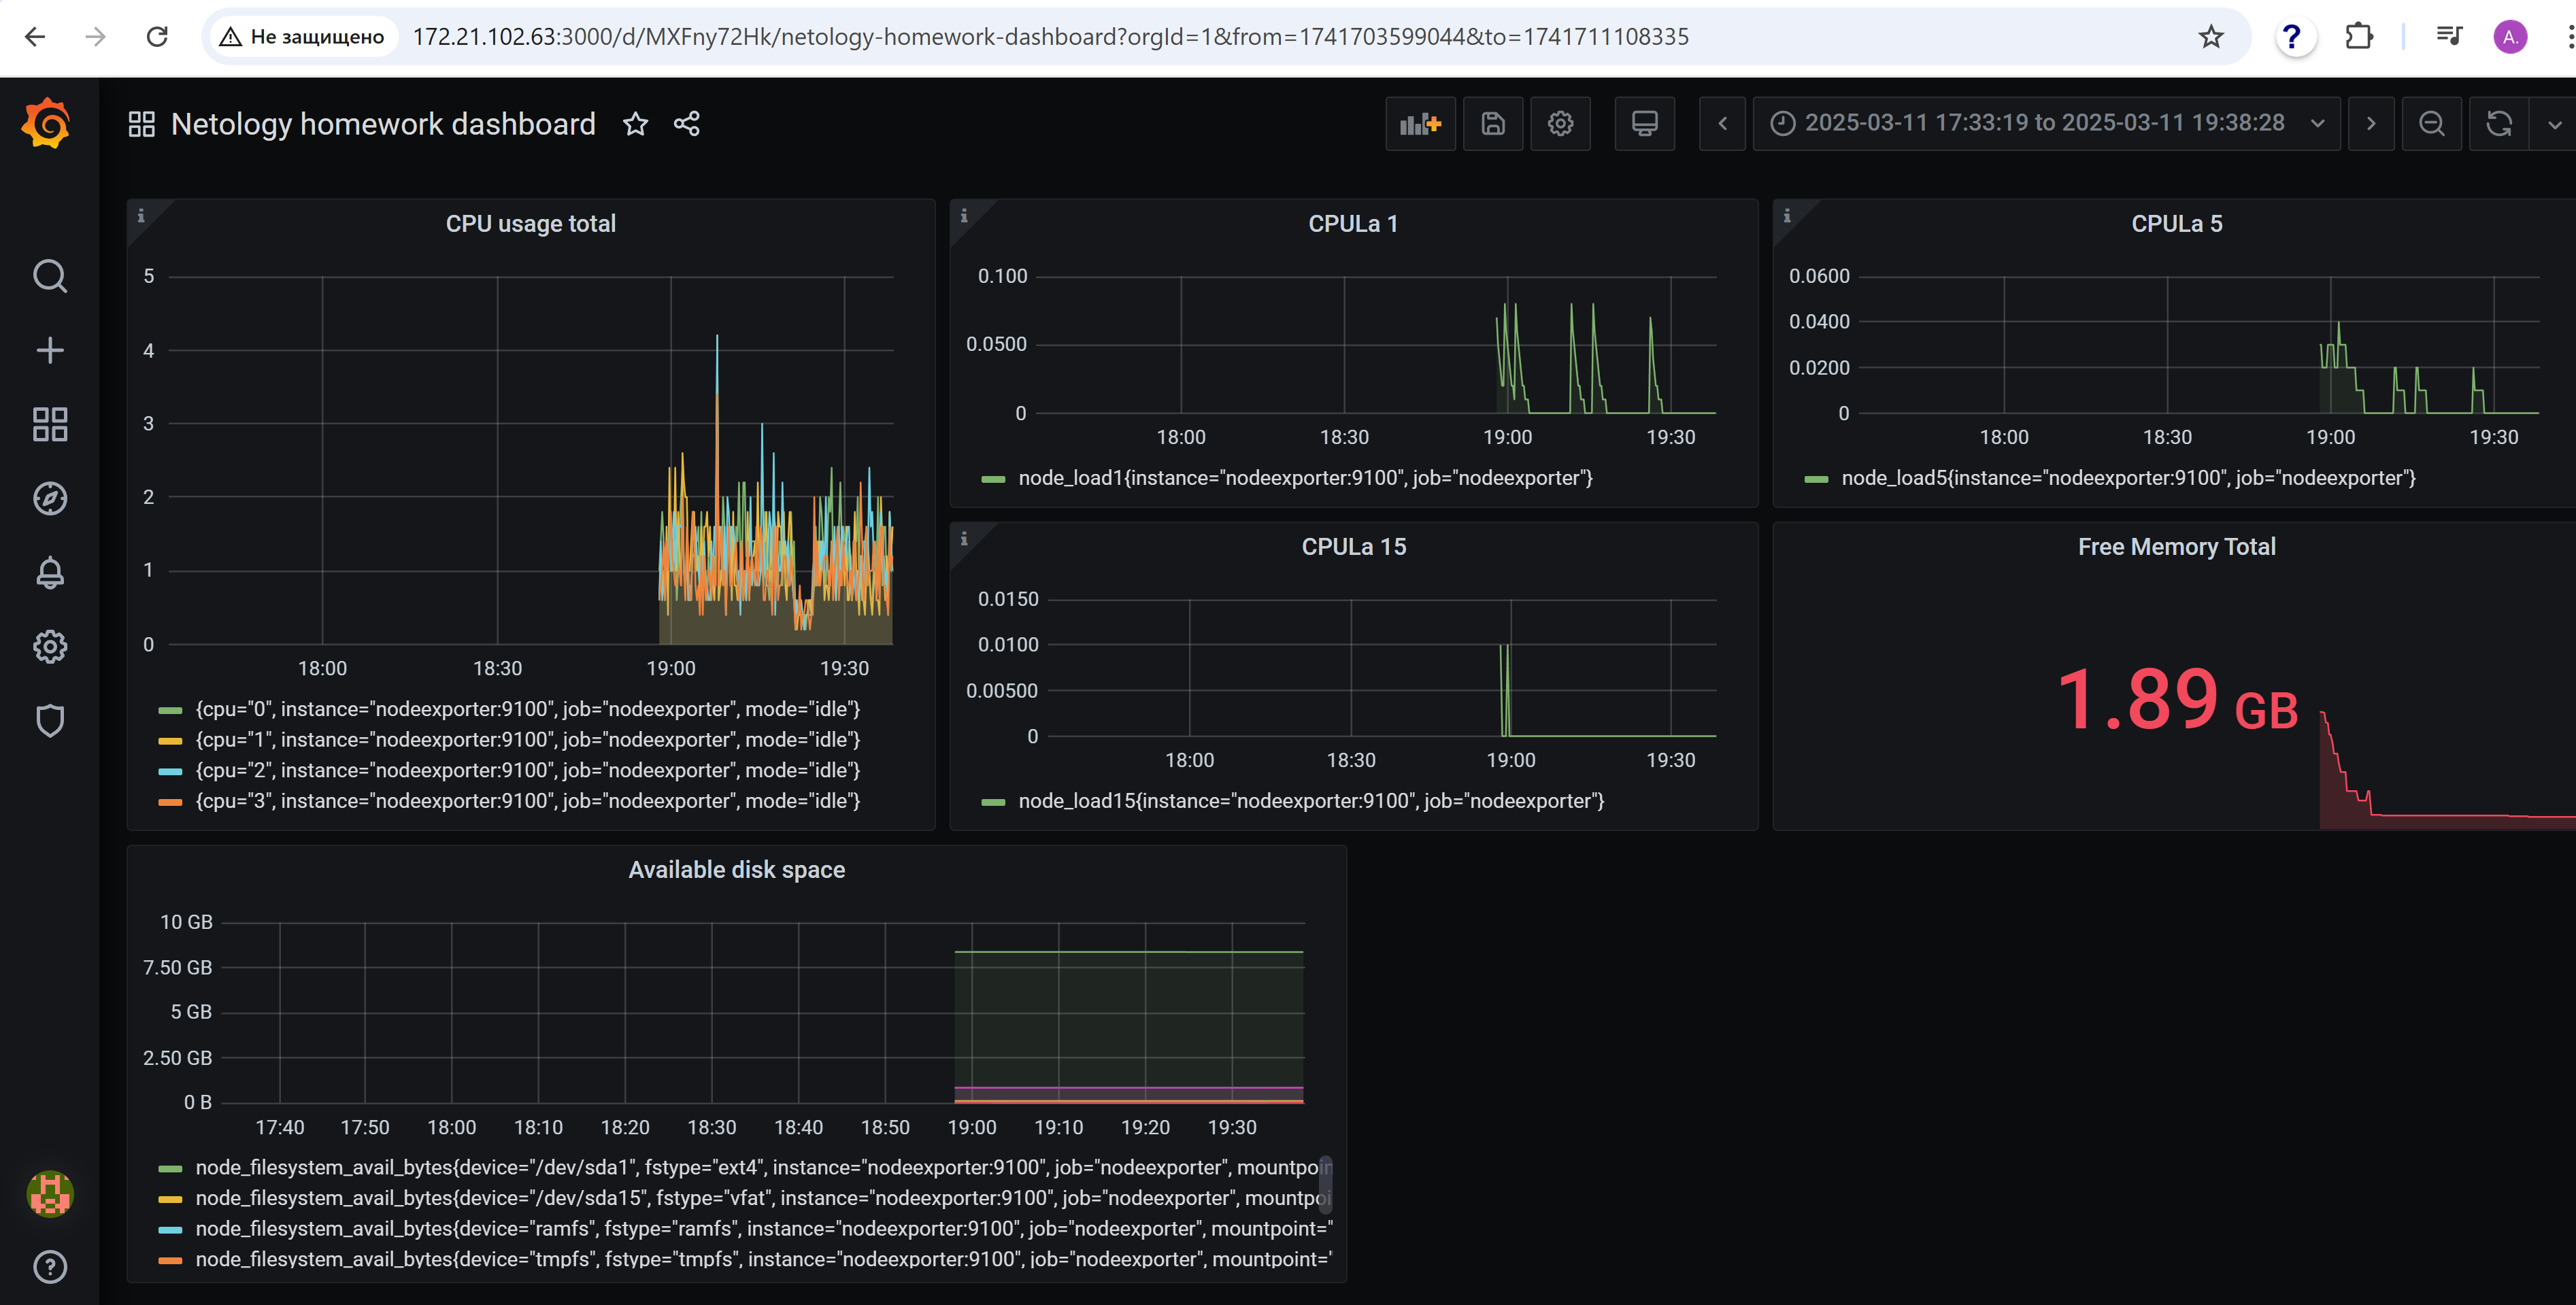 Не защищено 172.21.102.63:3000/d/MXFny72Hk/netology-homework-dashboard?orgId=1&from=1741703599044&to=1741711108335
? A.
Netology homework dashboard
2025-03-11 17:33:19 to 2025-03-11 19:38:28
CPU usage total
5
4
3
2
1
0
18:00 18:30 19:00 19:30
{cpu="0", instance="nodeexporter:9100", job="nodeexporter", mode="idle"}
{cpu="1", instance="nodeexporter:9100", job="nodeexporter", mode="idle"}
{cpu="2", instance="nodeexporter:9100", job="nodeexporter", mode="idle"}
{cpu="3", instance="nodeexporter:9100", job="nodeexporter", mode="idle"}
CPULa 1
0.100
0.0500
0
18:00 18:30 19:00 19:30
node_load1{instance="nodeexporter:9100", job="nodeexporter"}
CPULa 5
0.0600
0.0400
0.0200
0
18:00 18:30 19:00 19:30
node_load5{instance="nodeexporter:9100", job="nodeexporter"}
CPULa 15
0.0150
0.0100
0.00500
0
18:00 18:30 19:00 19:30
node_load15{instance="nodeexporter:9100", job="nodeexporter"}
Free Memory Total
1.89 GB
Available disk space
10 GB
7.50 GB
5 GB
2.50 GB
0 B
17:40 17:50 18:00 18:10 18:20 18:30 18:40 18:50 19:00 19:10 19:20 19:30
node_filesystem_avail_bytes{device="/dev/sda1", fstype="ext4", instance="nodeexporter:9100", job="nodeexporter", mountpoin
node_filesystem_avail_bytes{device="/dev/sda15", fstype="vfat", instance="nodeexporter:9100", job="nodeexporter", mountpoi
node_filesystem_avail_bytes{device="ramfs", fstype="ramfs", instance="nodeexporter:9100", job="nodeexporter", mountpoint="
node_filesystem_avail_bytes{device="tmpfs", fstype="tmpfs", instance="nodeexporter:9100", job="nodeexporter", mountpoint="